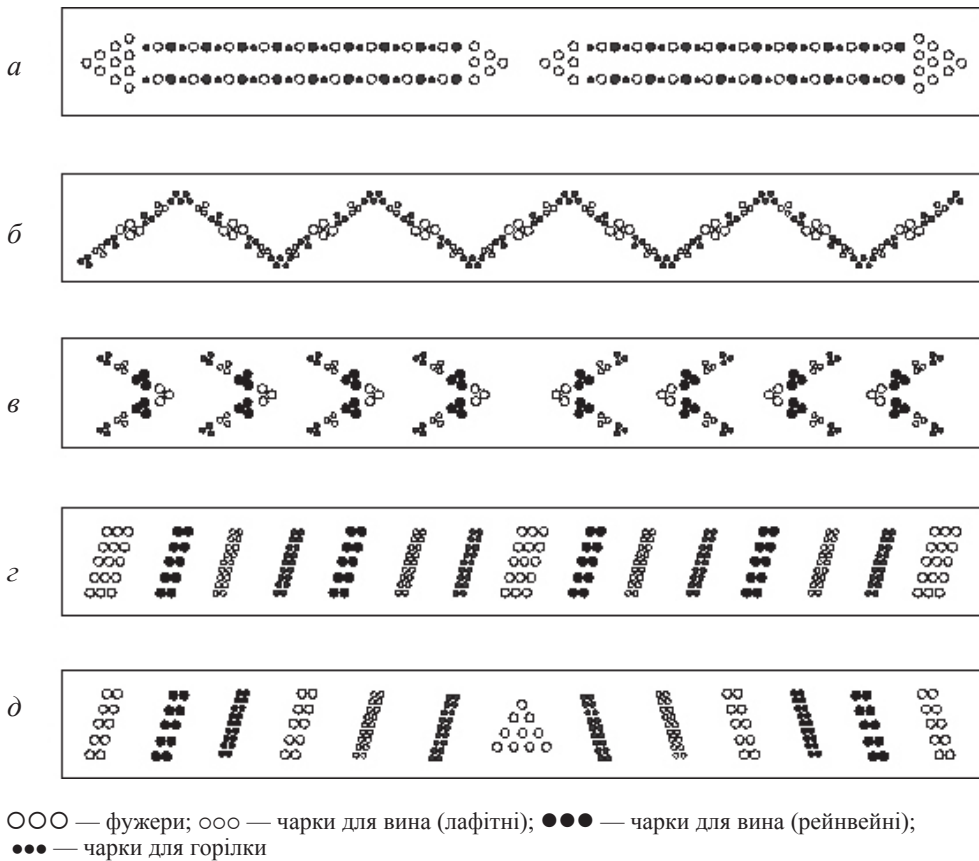 а
б
в
г
д
— фужери; — чарки для вина (лафітні); — чарки для вина (рейнвейні);
— чарки для горілки